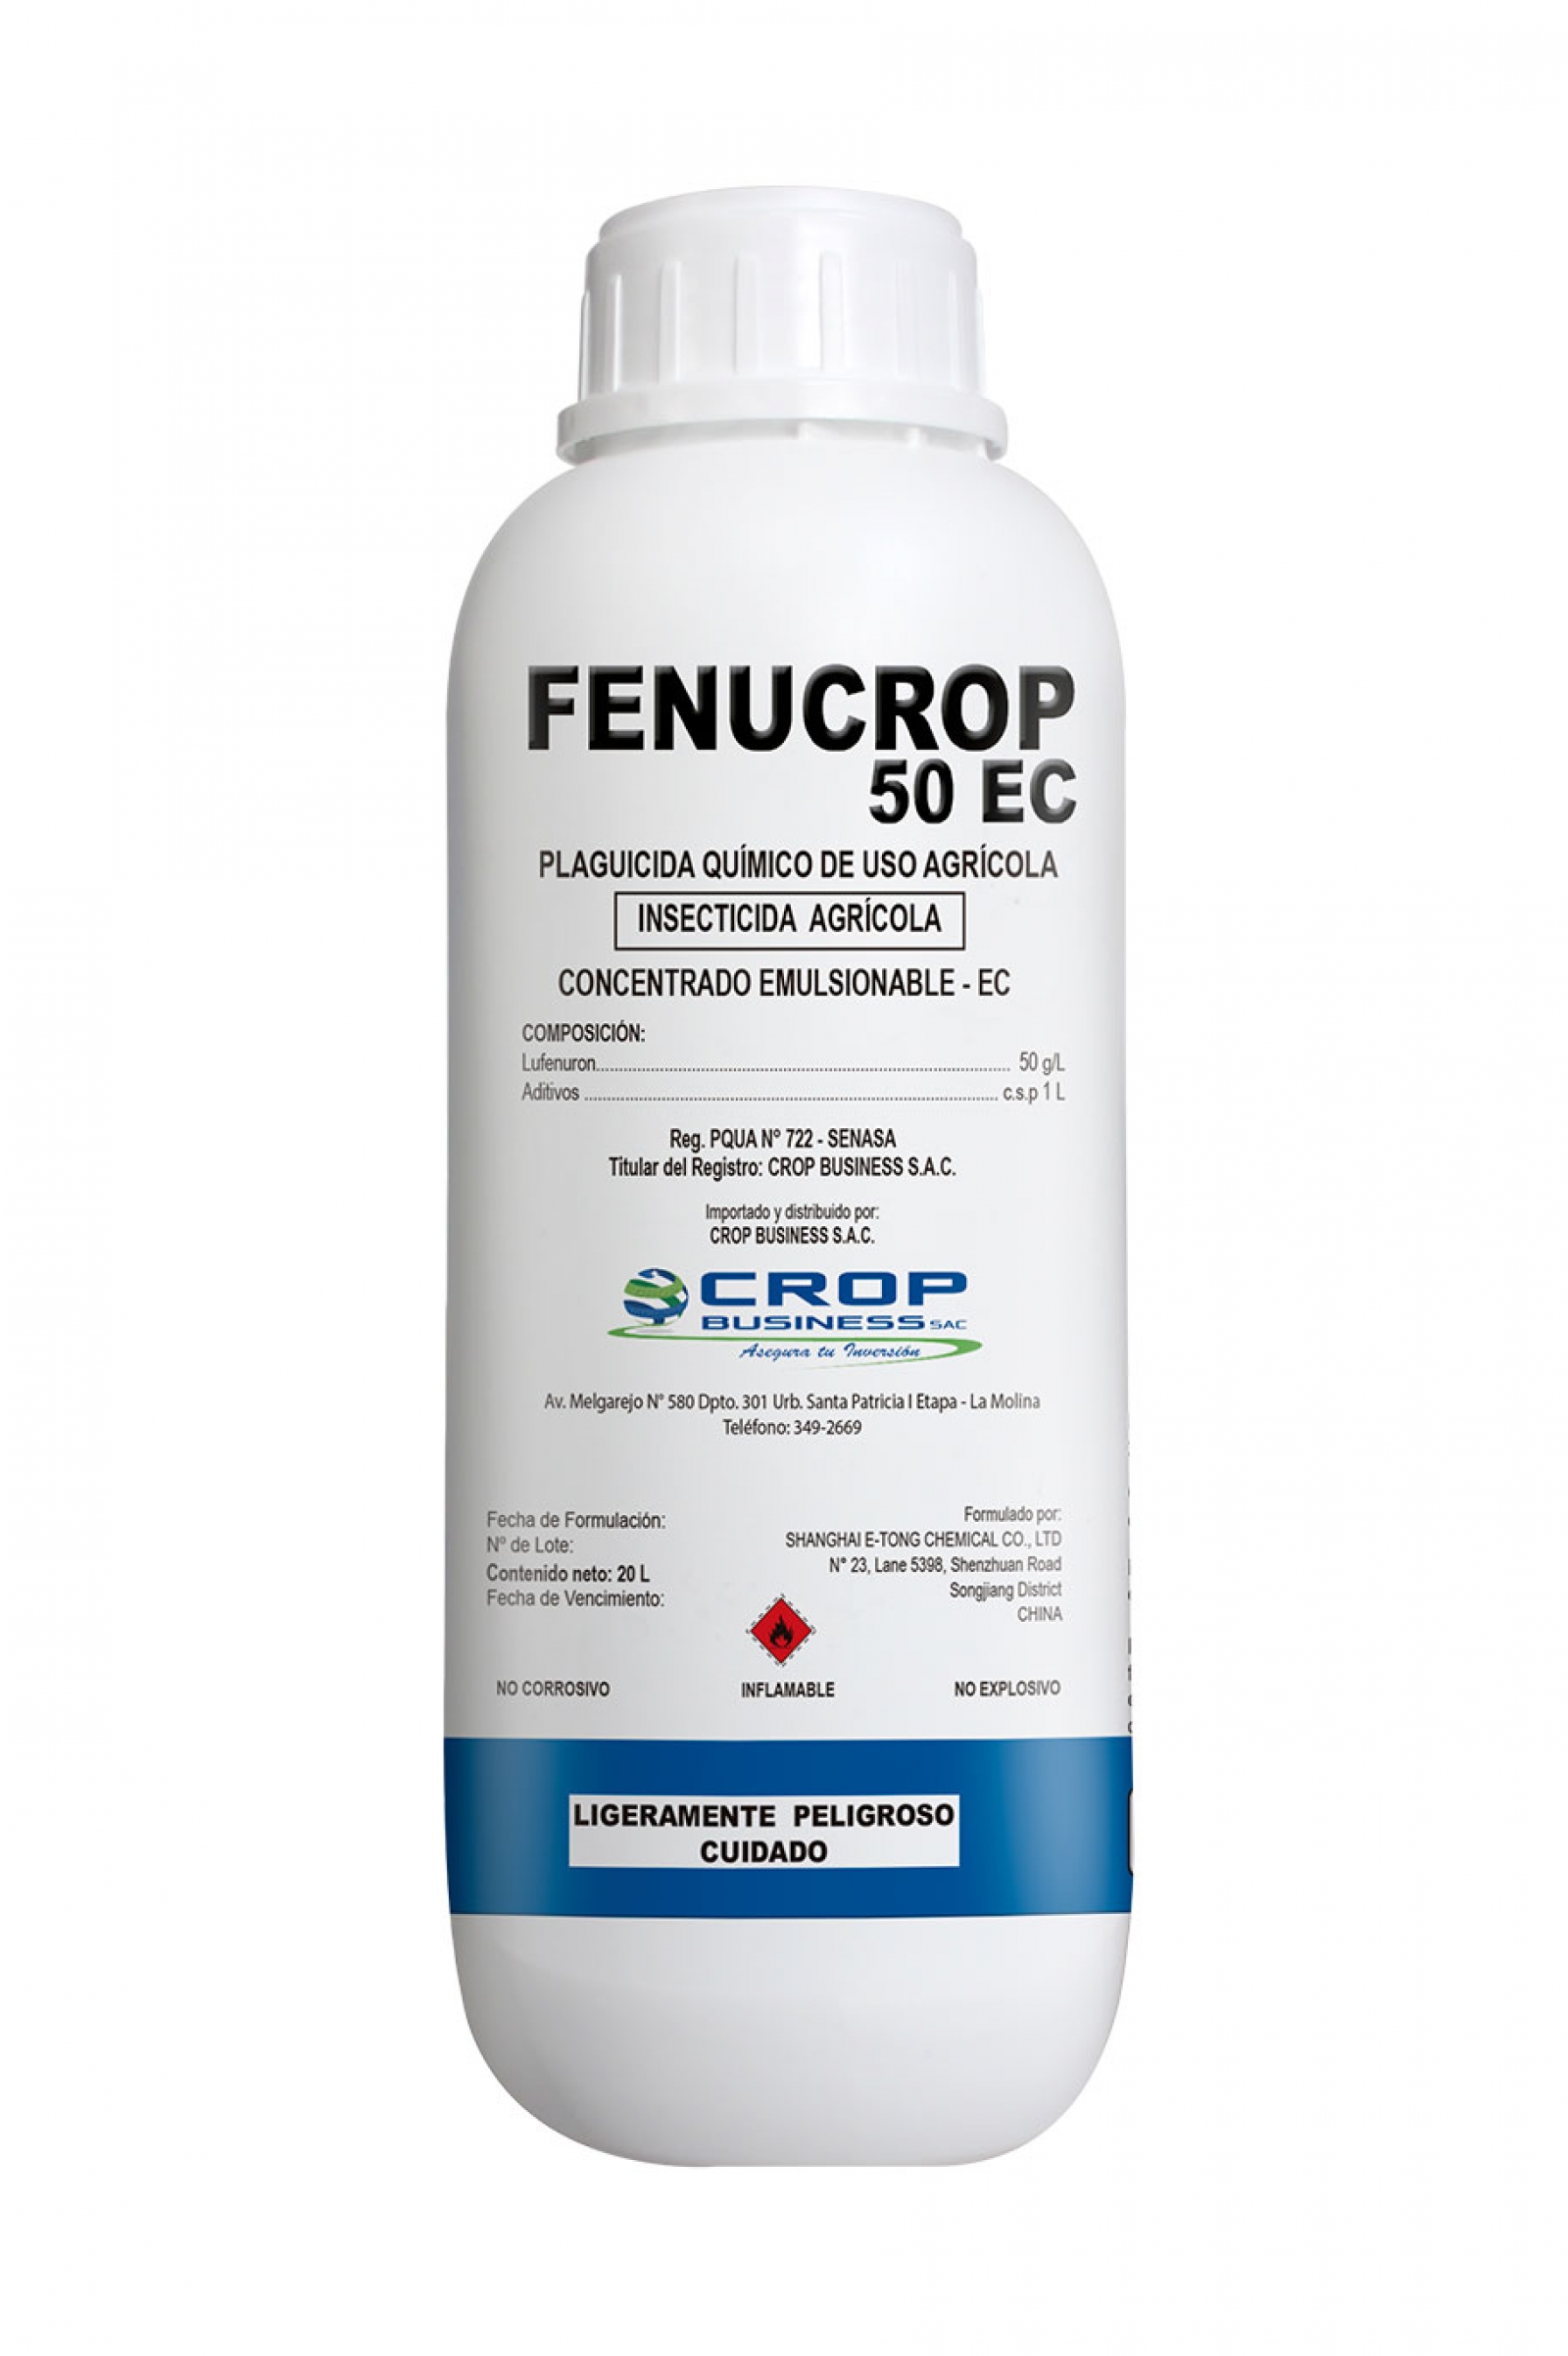 FENUCROP
50 EC
PLAGUICIDA QUÍMICO DE USO AGRÍCOLA
INSECTICIDA AGRÍCOLA
CONCENTRADO EMULSIONABLE - EC
COMPOSICIÓN:
Lufenuron........................................ 50 g/L
Aditivos ........................................ c.s.p 1 L
Reg. PQUA N° 722 - SENASA
Titular del Registro: CROP BUSINESS S.A.C.
Importado y distribuido por:
CROP BUSINESS S.A.C.
CROP
BUSINESS SAC
Asegura tu Inversión
Av. Melgarejo N° 580 Dpto. 301 Urb. Santa Patricia I Etapa - La Molina
Teléfono: 349-2669
Fecha de Formulación:
N° de Lote:
Contenido neto: 20 L
Fecha de Vencimiento:
Formulado por:
SHANGHAI E-TONG CHEMICAL CO., LTD
N° 23, Lane 5398, Shenzhuan Road
Songjiang District
CHINA
NO CORROSIVO
INFLAMABLE
NO EXPLOSIVO
LIGERAMENTE PELIGROSO
CUIDADO